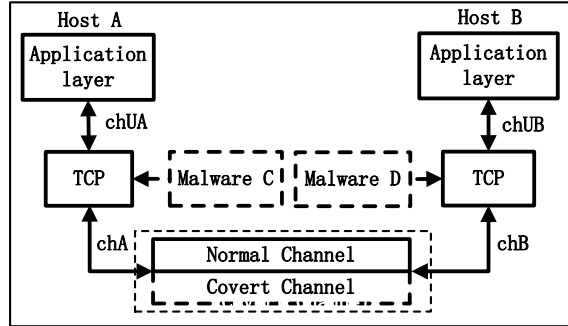 Host A
Host B
Application
layer
Application
layer
chUA
chUB
TCP
Malware C
Malware D
TCP
chA
chB
Normal Channel
Covert Channel